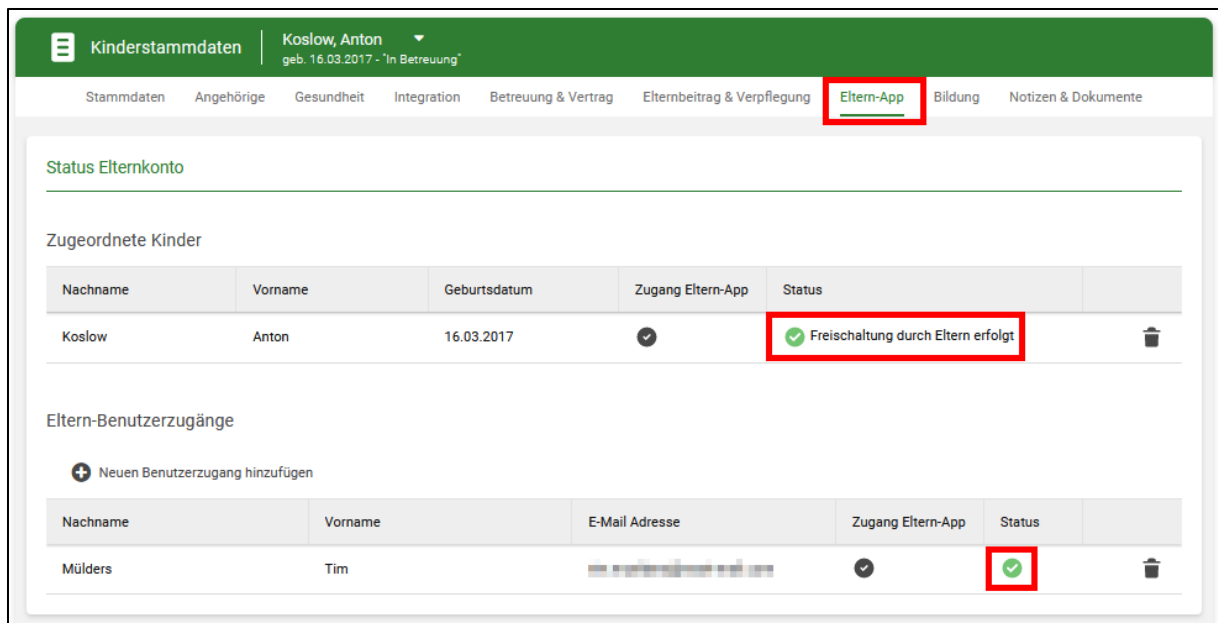 Kinderstammdaten
Koslow, Anton
geb. 16.03.2017 - "In Betreuung"
Stammdaten Angehörige Gesundheit Integration Betreuung & Vertrag Elternbeitrag & Verpflegung Eltern-App Bildung Notizen & Dokumente
Status Elternkonto
Zugeordnete Kinder
Nachname Vorname Geburtsdatum Zugang Eltern-App Status
Koslow Anton 16.03.2017 Freischaltung durch Eltern erfolgt
Eltern-Benutzerzugänge
Neuen Benutzerzugang hinzufügen
Nachname Vorname E-Mail Adresse Zugang Eltern-App Status
Mülders Tim